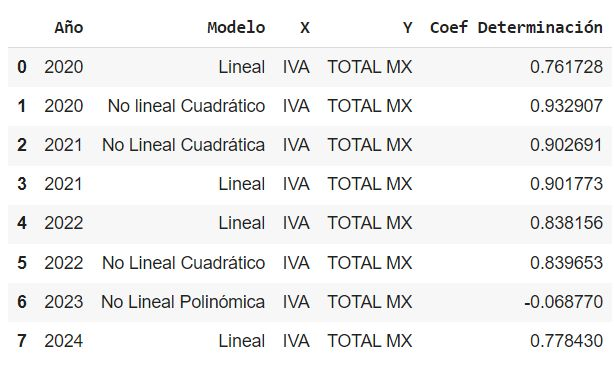 Año Modelo X Y Coef Determinación
0 2020 Lineal IVA TOTAL MX 0.761728
1 2020 No lineal Cuadrático IVA TOTAL MX 0.932907
2 2021 No Lineal Cuadrática IVA TOTAL MX 0.902691
3 2021 Lineal IVA TOTAL MX 0.901773
4 2022 Lineal IVA TOTAL MX 0.838156
5 2022 No Lineal Cuadrático IVA TOTAL MX 0.839653
6 2023 No Lineal Polinómica IVA TOTAL MX -0.068770
7 2024 Lineal IVA TOTAL MX 0.778430